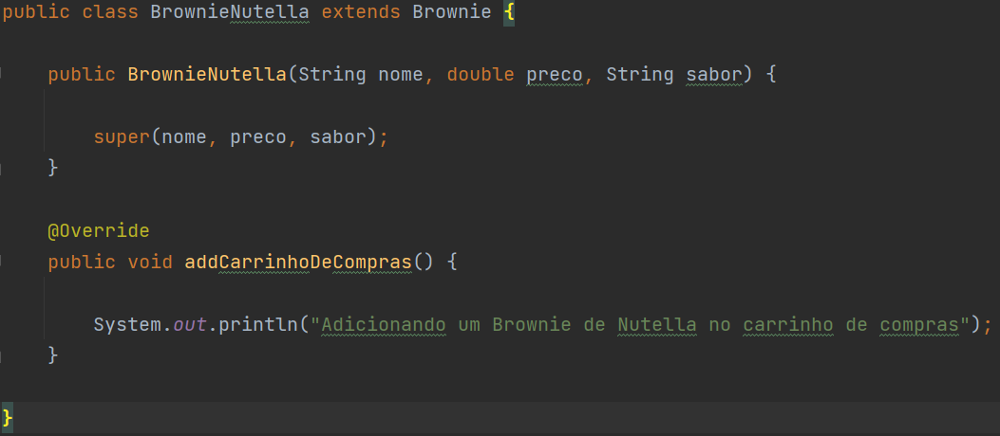 public class BrownieNutella extends Brownie {
public BrownieNutella(String nome, double preco, String sabor) {
super(nome, preco, sabor);
}
@Override
public void addCarrinhoDeCompras() {
System.out.println("Adicionando um Brownie de Nutella no carrinho de compras");
}
}